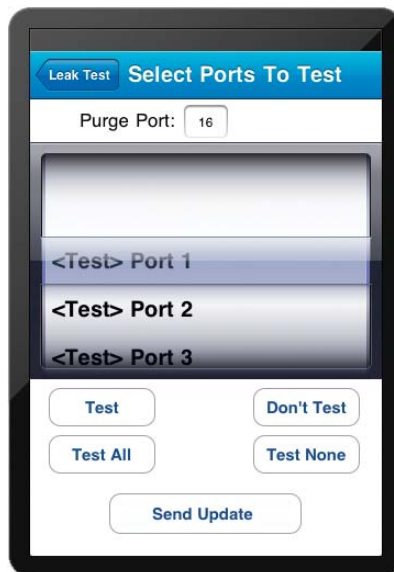 Leak Test Select Ports To Test
Purge Port: 16
<Test> Port 1
<Test> Port 2
<Test> Port 3
Test Don't Test
Test All Test None
Send Update